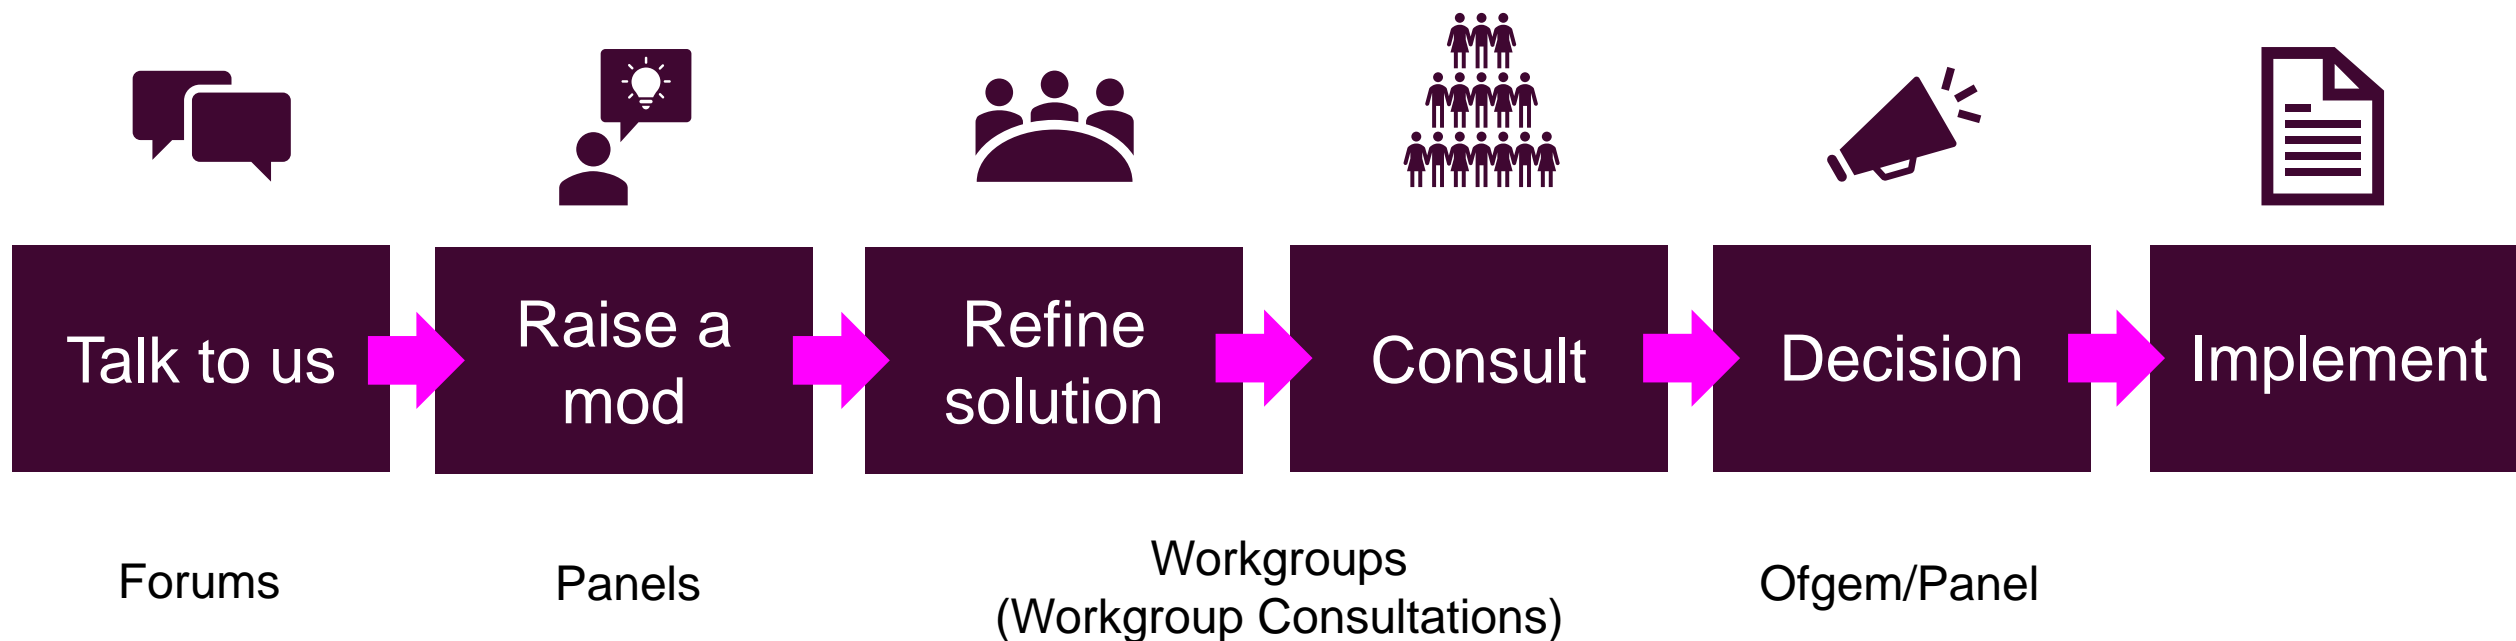 Talk to us
Raise a
mod
Refine
solution
Consult
Decision
Implement
Forums
Panels
Workgroups
(Workgroup Consultations)
Ofgem/Panel